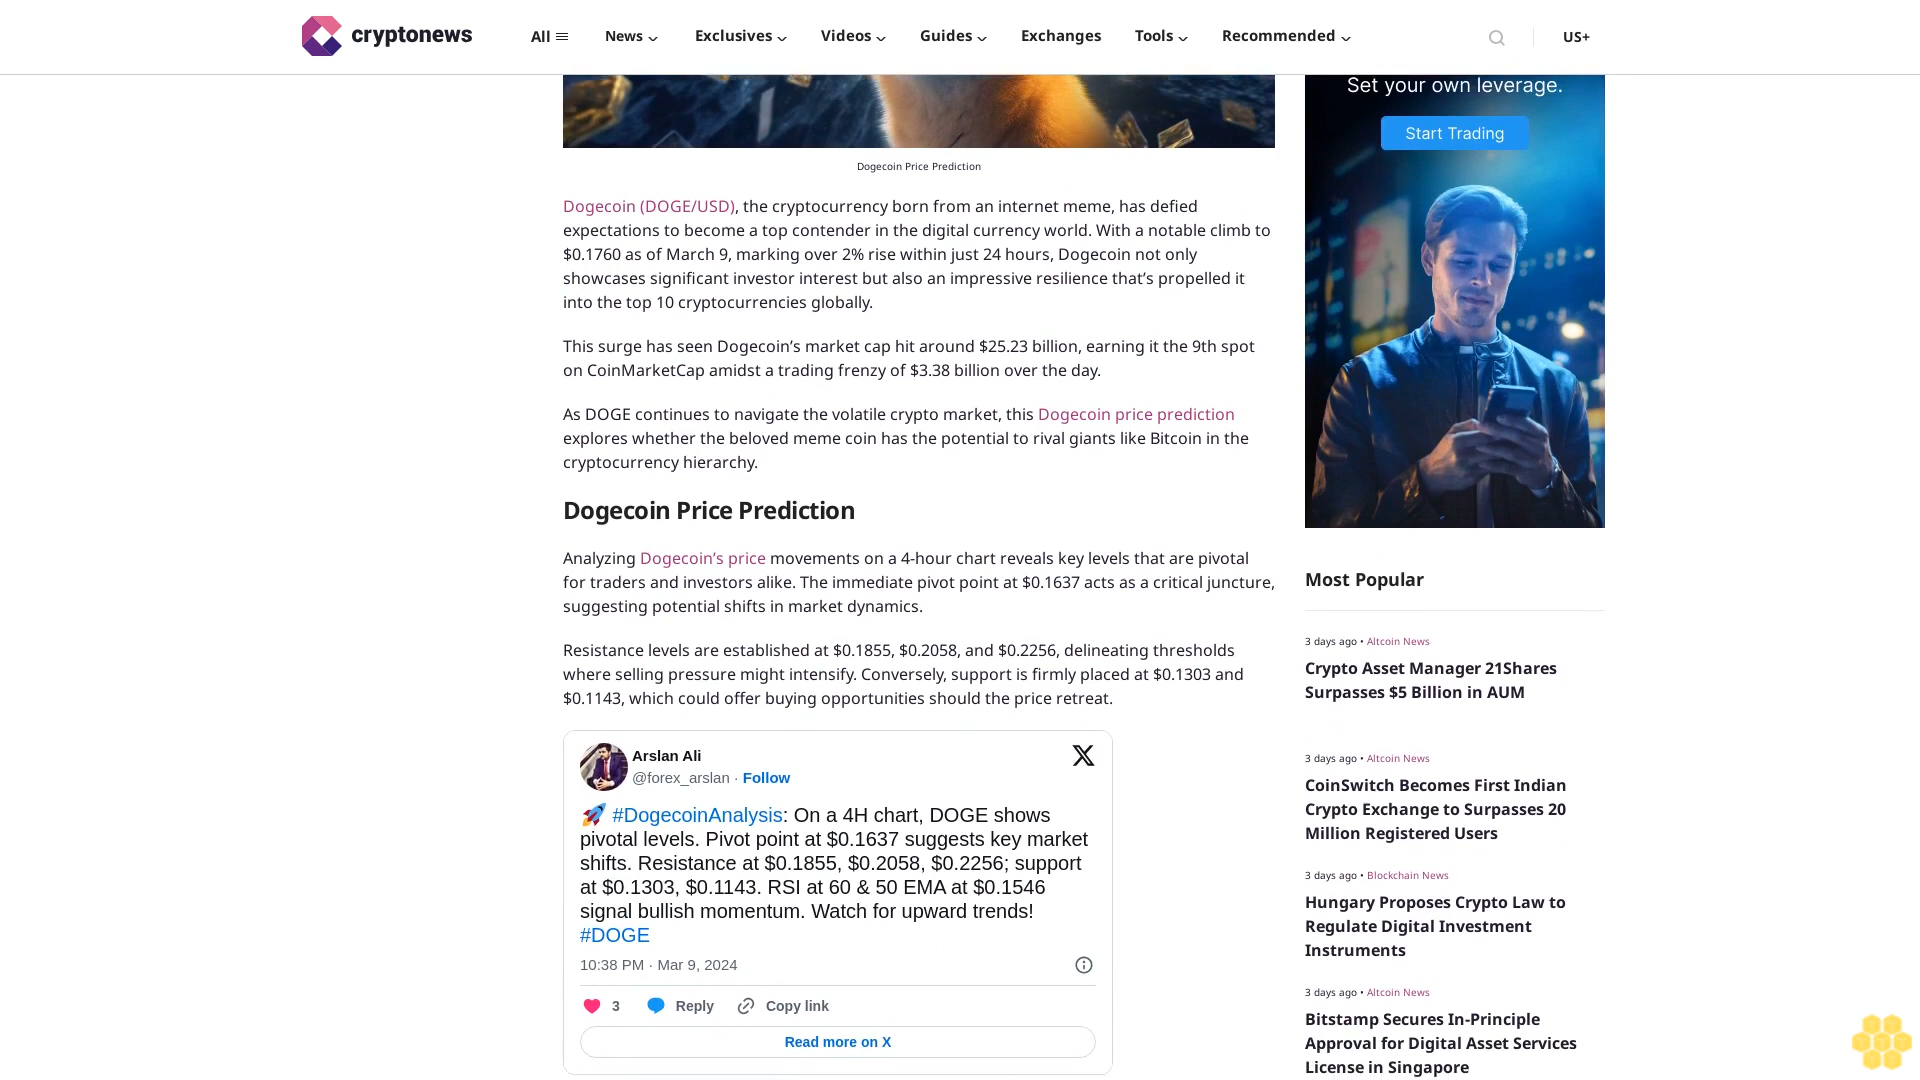 cryptonews
All
News
Exclusives
Videos
Guides
Exchanges
Tools
Recommended
US+
Set your own leverage.
Start Trading
Dogecoin Price Prediction
Dogecoin (DOGE/USD), the cryptocurrency born from an internet meme, has defied
expectations to become a top contender in the digital currency world. With a notable climb to
$0.1760 as of March 9, marking over 2% rise within just 24 hours, Dogecoin not only
showcases significant investor interest but also an impressive resilience that’s propelled it
into the top 10 cryptocurrencies globally.
This surge has seen Dogecoin’s market cap hit around $25.23 billion, earning it the 9th spot
on CoinMarketCap amidst a trading frenzy of $3.38 billion over the day.
As DOGE continues to navigate the volatile crypto market, this Dogecoin price prediction
explores whether the beloved meme coin has the potential to rival giants like Bitcoin in the
cryptocurrency hierarchy.
Dogecoin Price Prediction
Analyzing Dogecoin’s price movements on a 4-hour chart reveals key levels that are pivotal
for traders and investors alike. The immediate pivot point at $0.1637 acts as a critical juncture,
suggesting potential shifts in market dynamics.
Resistance levels are established at $0.1855, $0.2058, and $0.2256, delineating thresholds
where selling pressure might intensify. Conversely, support is firmly placed at $0.1303 and
$0.1143, which could offer buying opportunities should the price retreat.
Arslan Ali
@forex_arslan · Follow
🚀 #DogecoinAnalysis: On a 4H chart, DOGE shows
pivotal levels. Pivot point at $0.1637 suggests key market
shifts. Resistance at $0.1855, $0.2058, $0.2256; support
at $0.1303, $0.1143. RSI at 60 & 50 EMA at $0.1546
signal bullish momentum. Watch for upward trends!
#DOGE
10:38 PM · Mar 9, 2024
3
Reply
Copy link
Read more on X
Most Popular
3 days ago • Altcoin News
Crypto Asset Manager 21Shares
Surpasses $5 Billion in AUM
3 days ago • Altcoin News
CoinSwitch Becomes First Indian
Crypto Exchange to Surpasses 20
Million Registered Users
3 days ago • Blockchain News
Hungary Proposes Crypto Law to
Regulate Digital Investment
Instruments
3 days ago • Altcoin News
Bitstamp Secures In-Principle
Approval for Digital Asset Services
License in Singapore